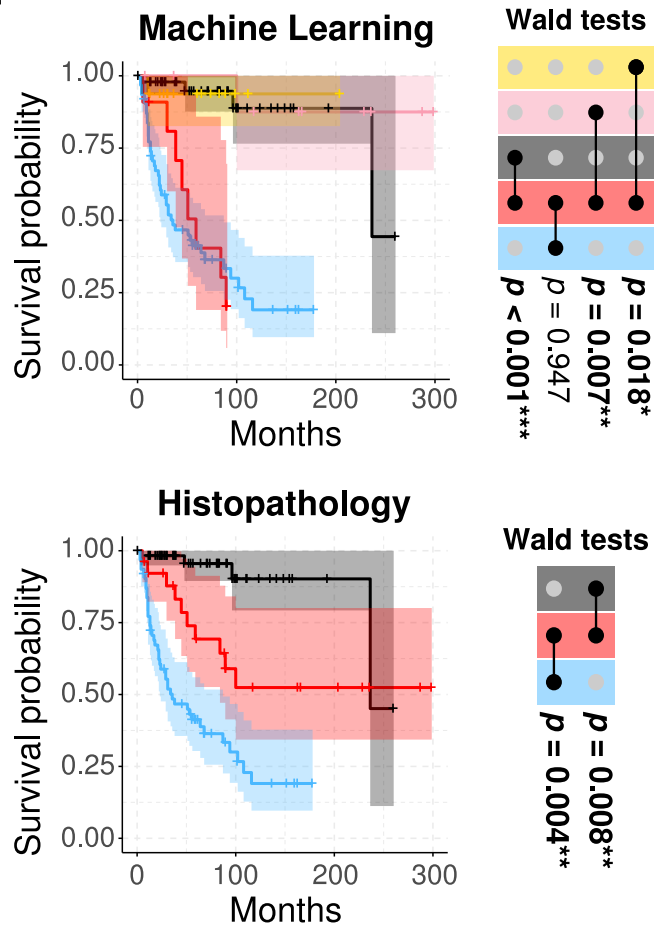 Machine Learning
Survival probability
1.00
0.75
0.50
0.25
0.00
0
100
200
300
Months
Wald tests
p < 0.001***
p = 0.947
p = 0.007**
p = 0.018*
Histopathology
Survival probability
1.00
0.75
0.50
0.25
0.00
0
100
200
300
Months
Wald tests
p = 0.004**
p = 0.008**